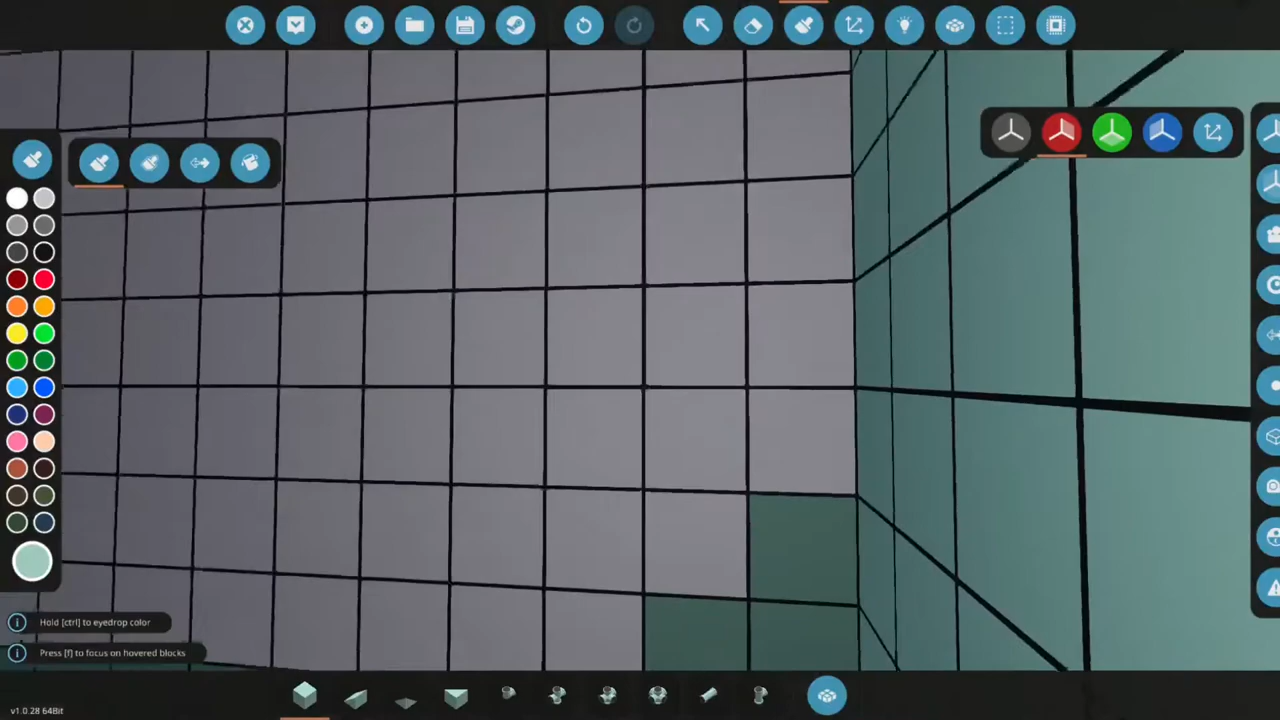 Hold [ctrl] to eyedrop color
Press [f] to focus on hovered blocks
v1.0.28 64Bit